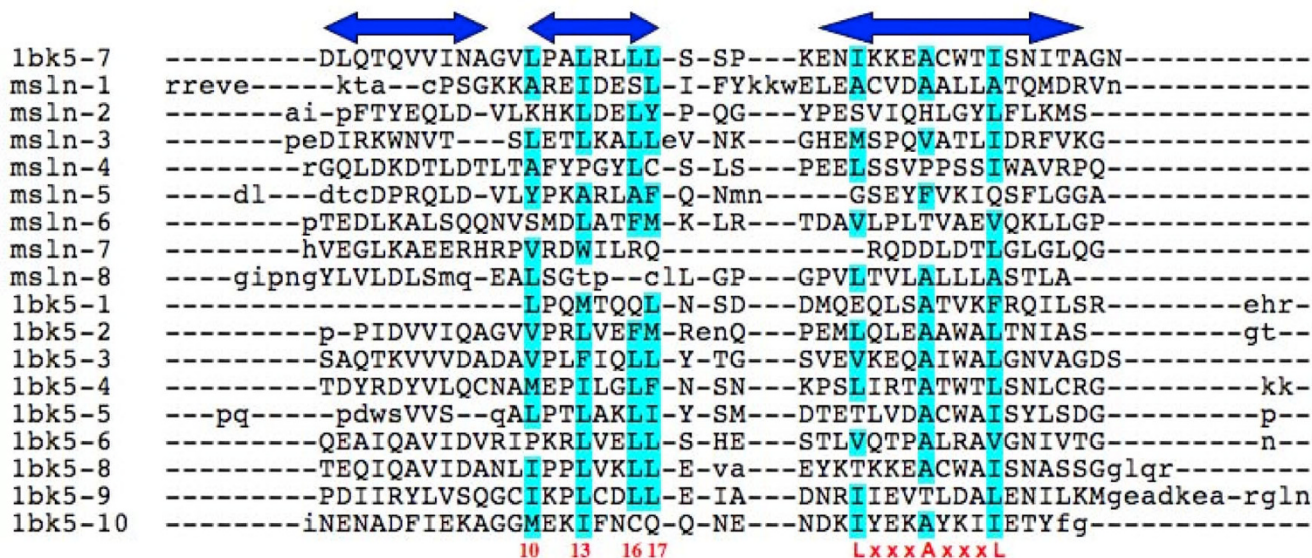 1bk5-7 ---------DLQTQVVINAGVLPALRLLL-S-SP---KENIKKEACWTISNITAGN-----------
msln-1 rreve-----kta--cPSGKKAREIDESL-I-FYkkwELEACVDAALLATQMDRVn-----------
msln-2 -------ai-pFTYEQLD-VLKHKLDELY-P-QG---YPESVIQHLGYLFLKMS-------------
msln-3 -------peDIRKWNVT---SLETLKALLeV-NK---GHEMSPQVATLIDRFVKG------------
msln-4 --------rGQLDKDTLDTLTAFYPGYLC-S-LS---PEELSSVPPSSIWAVRPQ------------
msln-5 ----dl---dtcDPRQLD-VLYPKARLAF-Q-Nmn-----GSEYFVKIQSFLGGA------------
msln-6 --------pTEDLKALSQQNVSMDLATFM-K-LR---TDAVLPLTVAEVQKLLGP------------
msln-7 --------hVEGLKAEERHRPVRDWILRQ------------RQDDLDTLGLGLQG------------
msln-8 ----gipngYLVLDLSmq-EALSGtp--clL-GP---GPVLTVLALLLASTLA--------------
1bk5-1 ---------------------LPQMTQQL-N-SD---DMQEQLSATVKFRQILSR--------ehr-
1bk5-2 ---------p-PIDVVIQAGVVPRLVEFM-RenQ---PEMLQLEAAWALTNIAS---------gt--
1bk5-3 ---------SAQTKVVVDADAVPLFIQLL-Y-TG---SVEVKEQAIWALGNVAGDS-----------
1bk5-4 ---------TDYRDYVLQCNAMEPILGLF-N-SN---KPSLIRTATWTLSNLCRG---------kk-
1bk5-5 ---pq-----pdwsVVS--qALPTLAKLI-Y-SM---DTETLVDACWAISYLSDG---------p--
1bk5-6 ---------QEAIQAVIDVRIPKRLVELL-S-HE---STLVQTPALRAVGNIVTG---------n--
1bk5-8 ---------TEQIQAVIDANLIPPLVKLL-E-va---EYKTKKEACWAISNASSGglqr--------
1bk5-9 ---------PDIIRYLVSQGCIKPLCDLL-E-IA---DNRIIEVTLDALENILKMgeadkea-rgln
1bk5-10 --------iNENADFIEKAGGMEKIFNCQ-Q-NE---NDKIYEKAYKIIETYfg-------------
10 13 16 17 LxxxAxxxxL